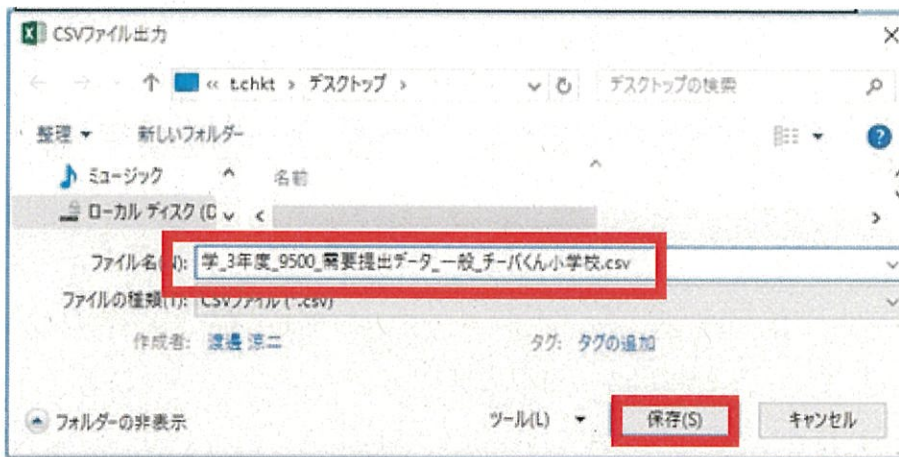 CSVファイル出力
« t.chkt › デスクトップ ›
デスクトップの検索
整理
新しいフォルダー
ミュージック
名前
ローカル ディスク (C
ファイル名(N):
学_3年度_9500_需要提出データ_一般_チーバくん小学校.csv
ファイルの種類(T):
CSVファイル (*.csv)
作成者: 渡邉 涼二
タグ: タグの追加
フォルダーの非表示
ツール(L)
保存(S)
キャンセル